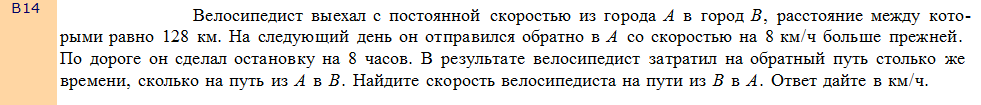 B14
Велосипедист выехал с постоянной скоростью из города A в город B, расстояние между кото-
рыми равно 128 км. На следующий день он отправился обратно в A со скоростью на 8 км/ч больше прежней.
По дороге он сделал остановку на 8 часов. В результате велосипедист затратил на обратный путь столько же
времени, сколько на путь из A в B. Найдите скорость велосипедиста на пути из B в A. Ответ дайте в км/ч.